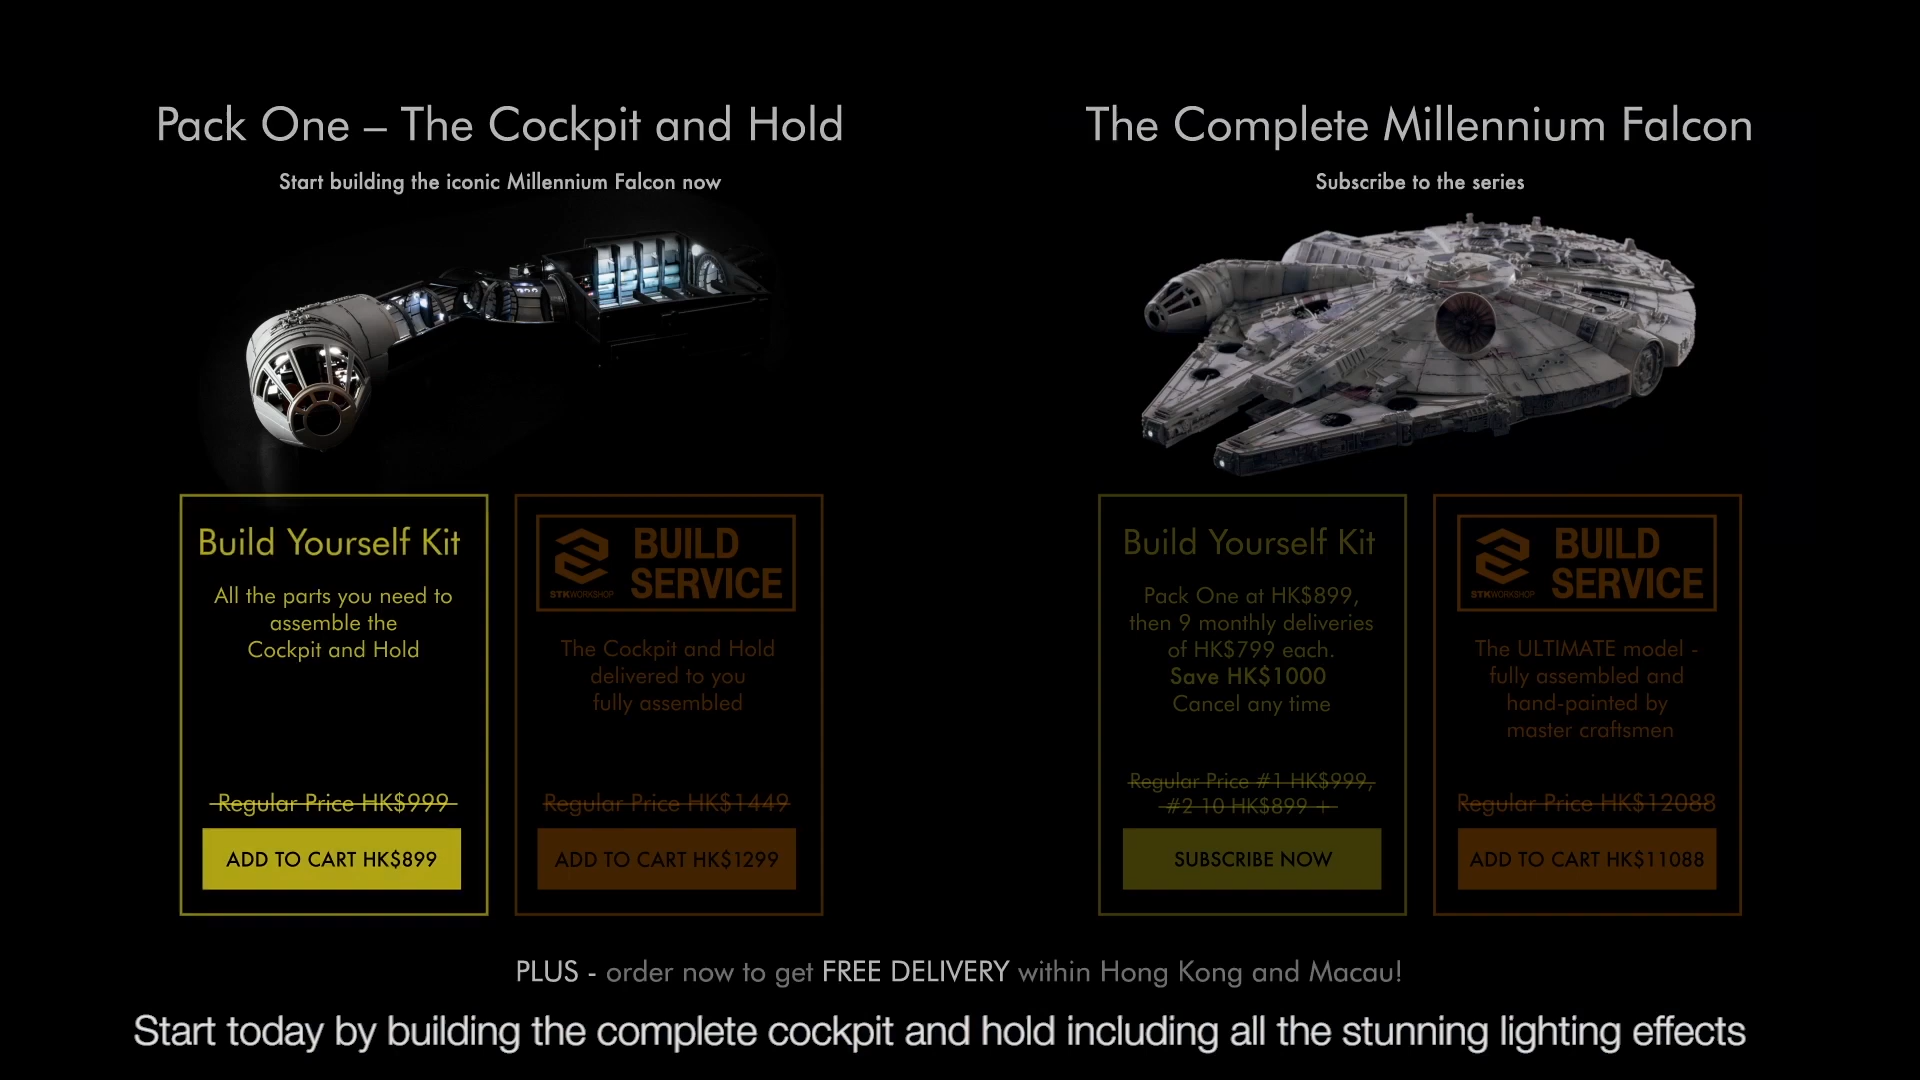 Pack One – The Cockpit and Hold
Start building the iconic Millennium Falcon now
Build Yourself Kit
All the parts you need to
assemble the
Cockpit and Hold
Regular Price HK$999
ADD TO CART HK$899
STKWORKSHOP
BUILD
SERVICE
The Cockpit and Hold
delivered to you
fully assembled
Regular Price HK$1449
ADD TO CART HK$1299
The Complete Millennium Falcon
Subscribe to the series
Build Yourself Kit
Pack One at HK$899,
then 9 monthly deliveries
of HK$799 each.
Save HK$1000
Cancel any time
Regular Price #1 HK$999,
#2-10 HK$899 +
SUBSCRIBE NOW
STKWORKSHOP
BUILD
SERVICE
The ULTIMATE model -
fully assembled and
hand-painted by
master craftsmen
Regular Price HK$12088
ADD TO CART HK$11088
PLUS - order now to get FREE DELIVERY within Hong Kong and Macau!
Start today by building the complete cockpit and hold including all the stunning lighting effects